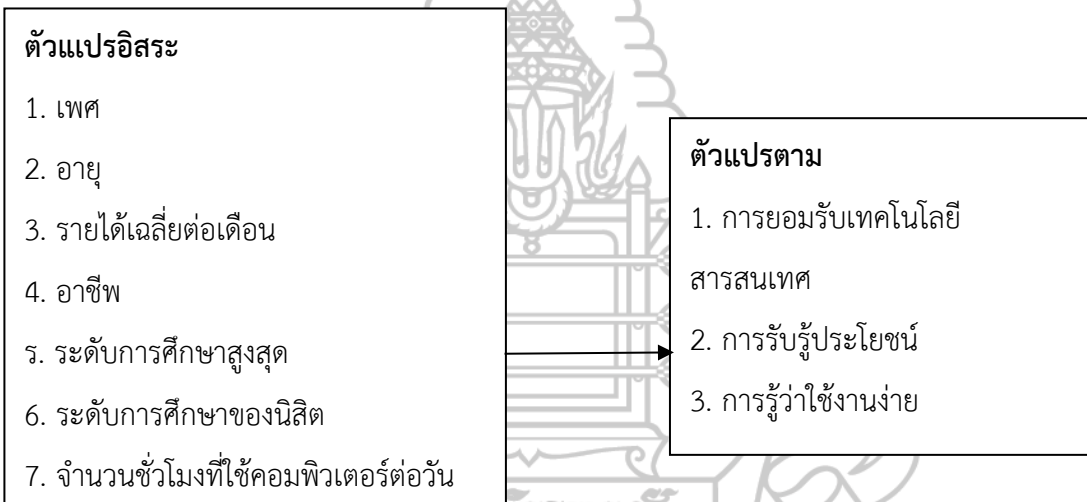 ตัวแปรอิสระ
1. เพศ
2. อายุ
3. รายได้เฉลี่ยต่อเดือน
4. อาชีพ
ร. ระดับการศึกษาสูงสุด
6. ระดับการศึกษาของนิสิต
7. จำนวนชั่วโมงที่ใช้คอมพิวเตอร์ต่อวัน
ตัวแปรตาม
1. การยอมรับเทคโนโลยี
สารสนเทศ
2. การรับรู้ประโยชน์
3. การรู้ว่าใช้งานง่าย